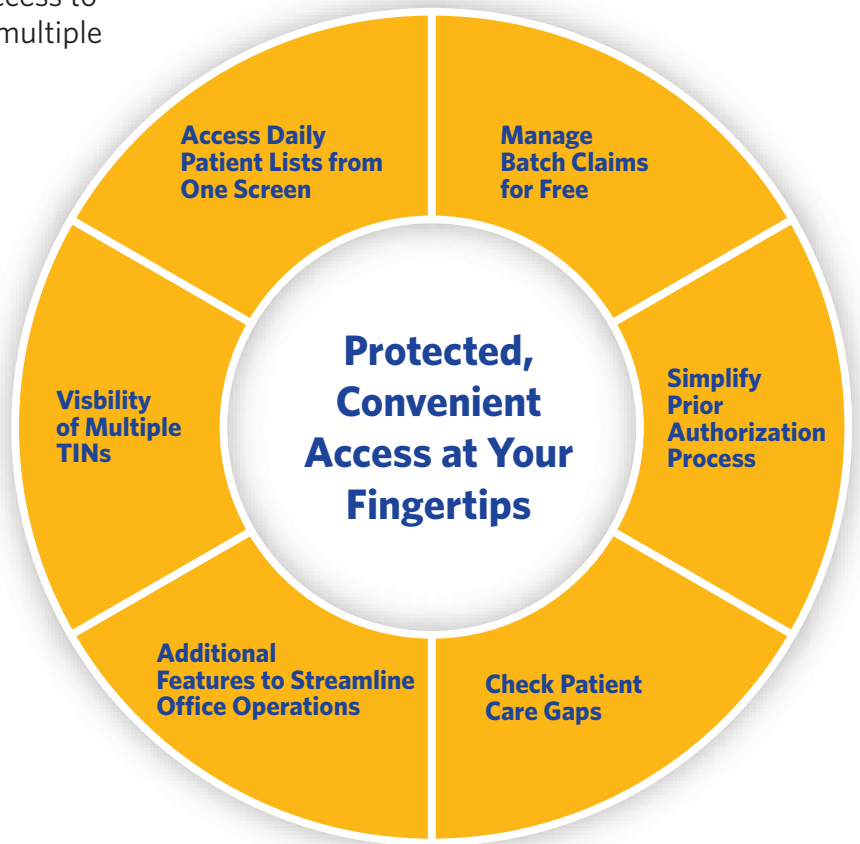 ccess to
multiple
Access Daily
Patient Lists from
One Screen
Manage
Batch Claims
for Free
Simplify
Prior
Authorization
Process
Check Patient
Care Gaps
Additional
Features to Streamline
Office Operations
Visbility
of Multiple
TINs
Protected,
Convenient
Access at Your
Fingertips